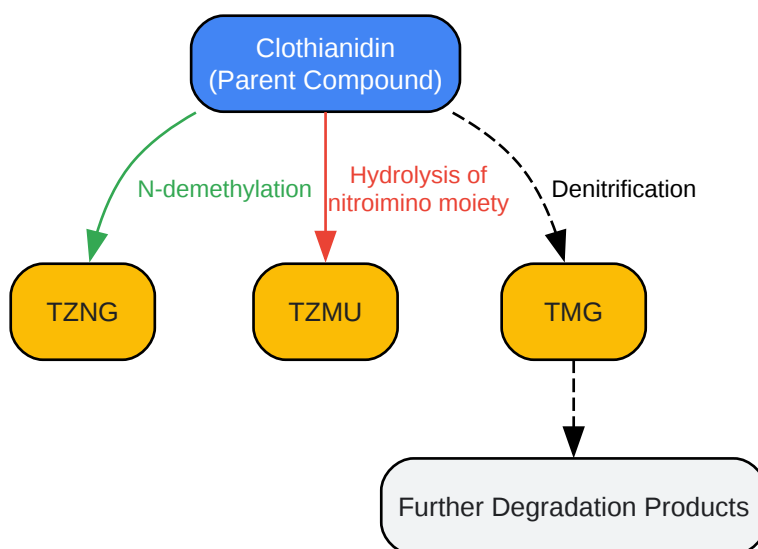 Clothianidin
(Parent Compound)
N-demethylation
Hydrolysis of
nitroimino moiety
Denitrification
TZNG
TZMU
TMG
Further Degradation Products